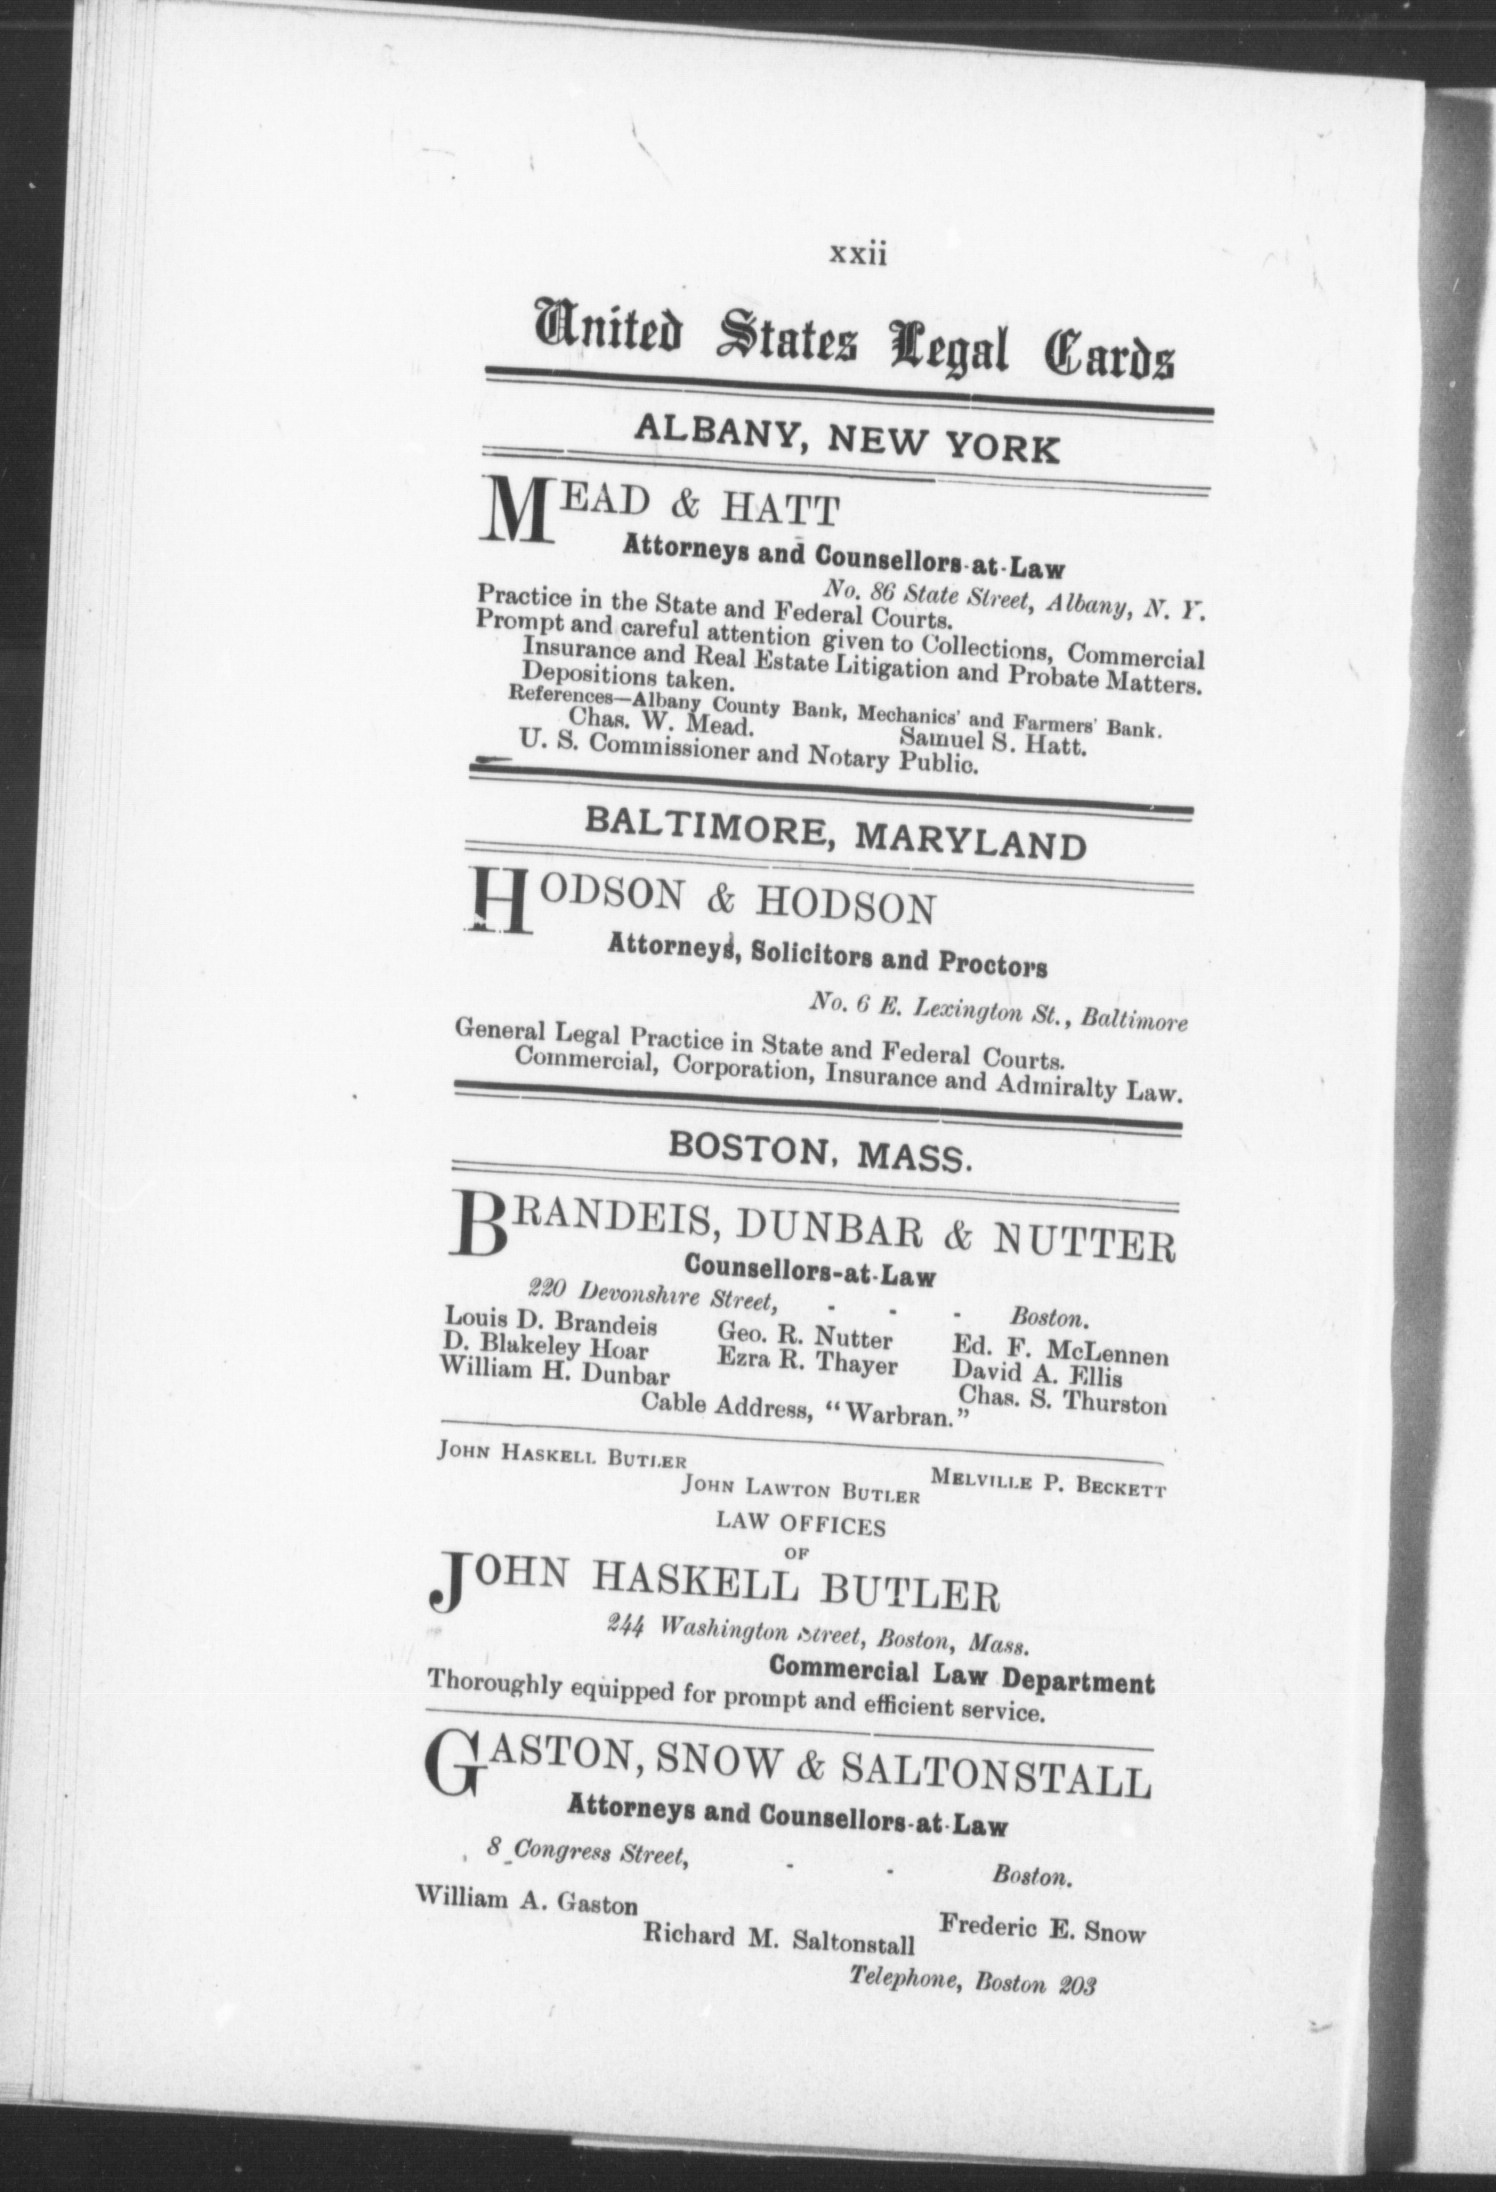 xxii
United States Legal Cards
ALBANY, NEW YORK
MEAD & HATT
Attorneys and Counsellors-at-Law
No. 86 State Street, Albany, N. Y.
Practice in the State and Federal Courts.
Prompt and careful attention given to Collections, Commercial
Insurance and Real Estate Litigation and Probate Matters.
Depositions taken.
References—Albany County Bank, Mechanics' and Farmers' Bank.
Chas. W. Mead. Samuel S. Hatt.
U. S. Commissioner and Notary Public.
BALTIMORE, MARYLAND
HODSON & HODSON
Attorneys, Solicitors and Proctors
No. 6 E. Lexington St., Baltimore
General Legal Practice in State and Federal Courts.
Commercial, Corporation, Insurance and Admiralty Law.
BOSTON, MASS.
BRANDEIS, DUNBAR & NUTTER
Counsellors-at-Law
220 Devonshire Street, - - - Boston.
Louis D. Brandeis Geo. R. Nutter Ed. F. McLennen
D. Blakeley Hoar Ezra R. Thayer David A. Ellis
William H. Dunbar Chas. S. Thurston
Cable Address, "Warbran."
JOHN HASKELL BUTLER MELVILLE P. BECKETT
JOHN LAWTON BUTLER
LAW OFFICES
OF
JOHN HASKELL BUTLER
244 Washington Street, Boston, Mass.
Commercial Law Department
Thoroughly equipped for prompt and efficient service.
GASTON, SNOW & SALTONSTALL
Attorneys and Counsellors-at-Law
8 Congress Street, - - Boston.
William A. Gaston Frederic E. Snow
Richard M. Saltonstall
Telephone, Boston 203